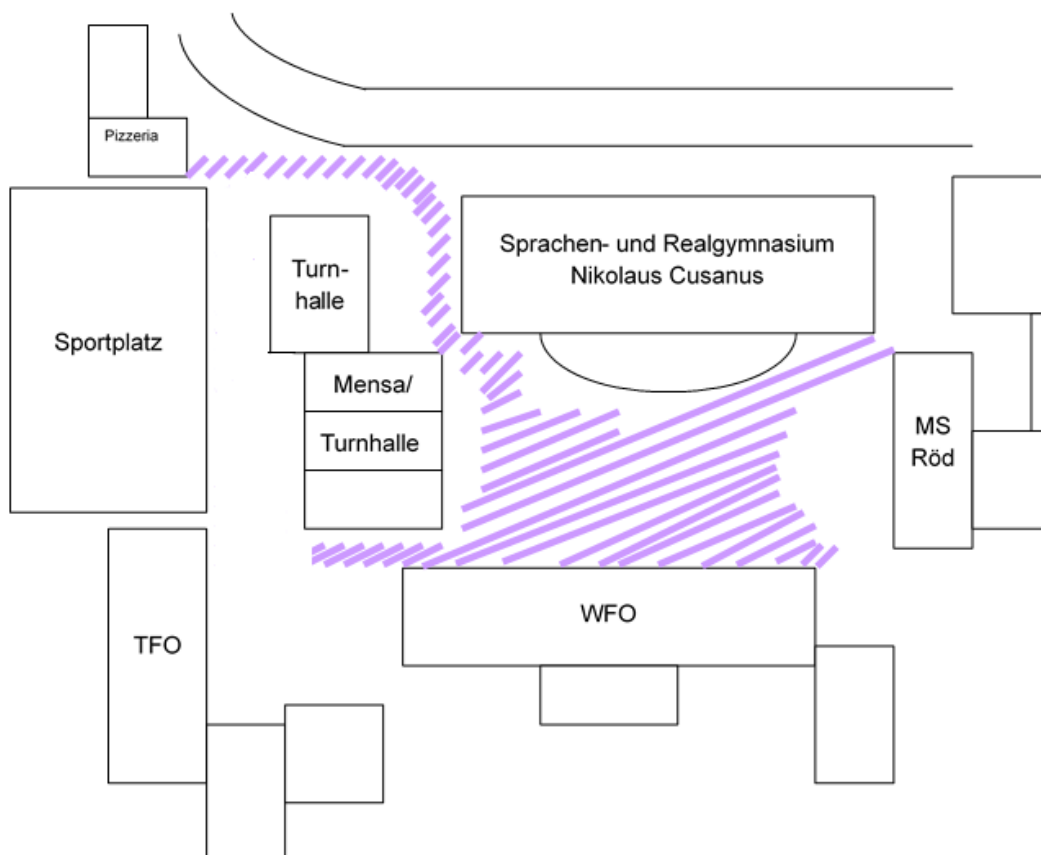 Pizzeria
Sprachen- und Realgymnasium
Nikolaus Cusanus
Turn-
halle
Sportplatz
Mensa/
Turnhalle
MS
Röd
WFO
TFO